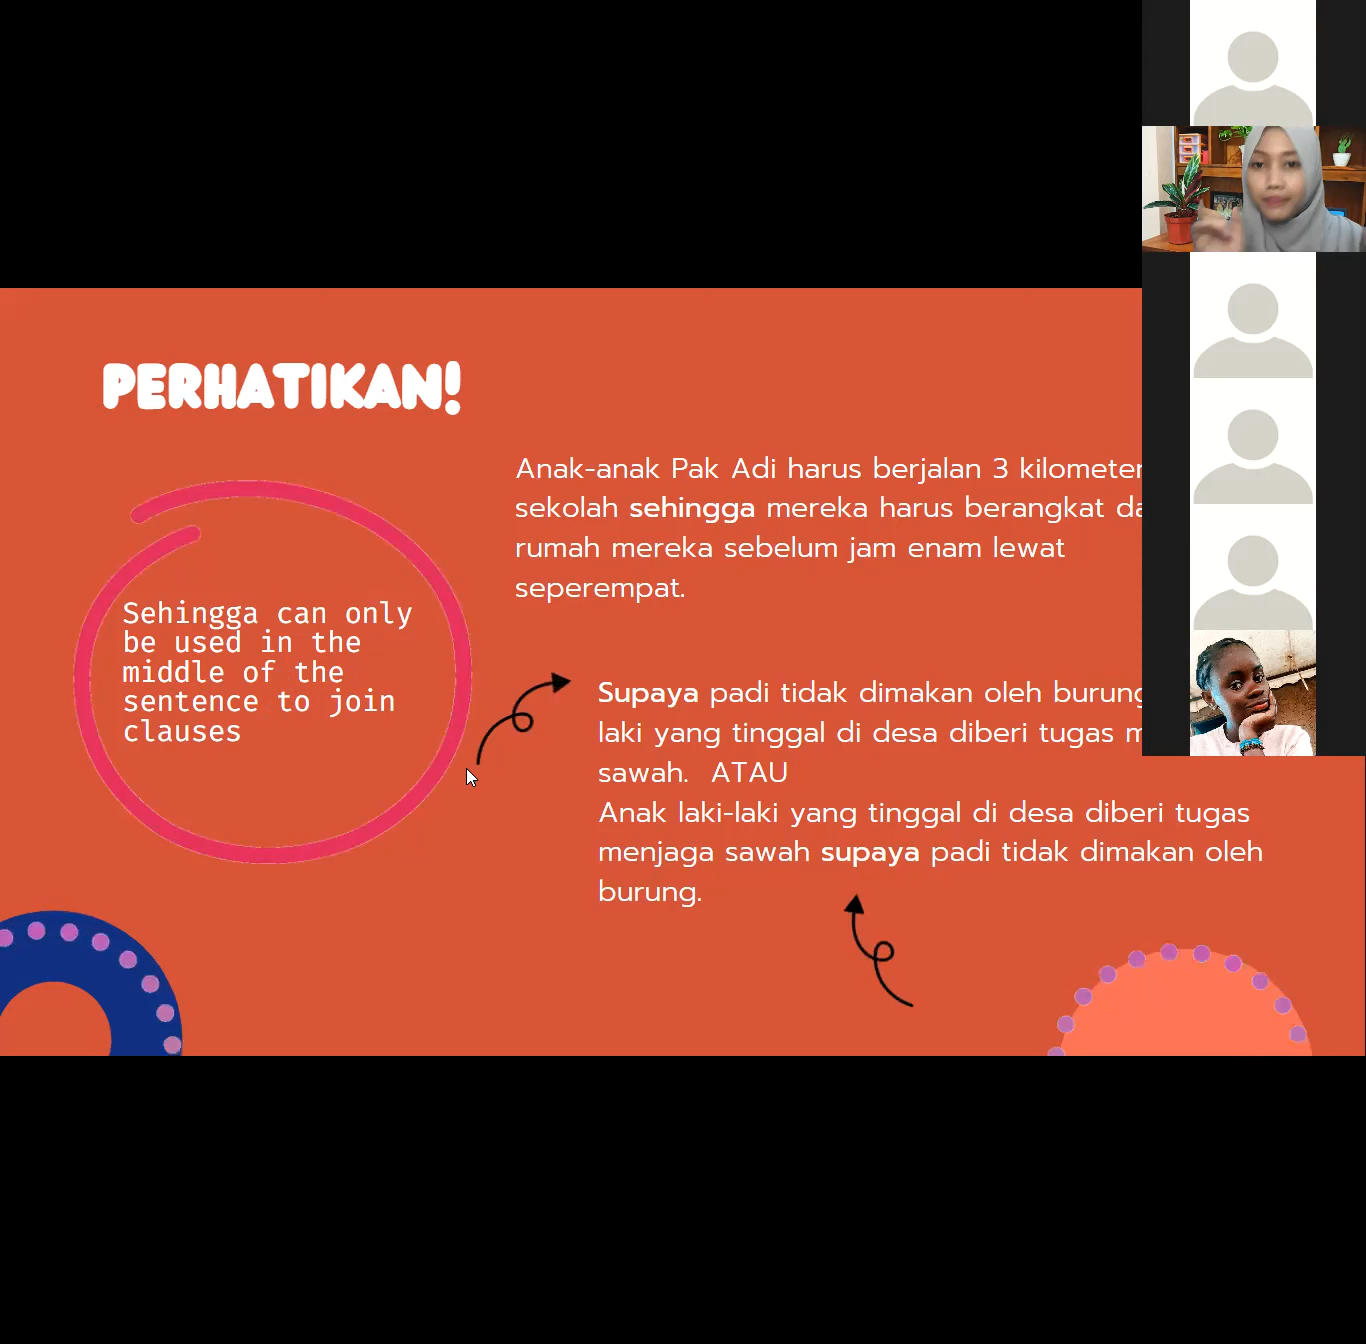 PERHATIKAN!
Sehingga can only
be used in the
middle of the
sentence to join
clauses
Anak-anak Pak Adi harus berjalan 3 kilometer
sekolah sehingga mereka harus berangkat
rumah mereka sebelum jam enam lewat
seperempat.
Supaya padi tidak dimakan oleh burung
laki yang tinggal di desa diberi tugas
sawah. ATAU
Anak laki-laki yang tinggal di desa diberi tugas
menjaga sawah supaya padi tidak dimakan oleh
burung.